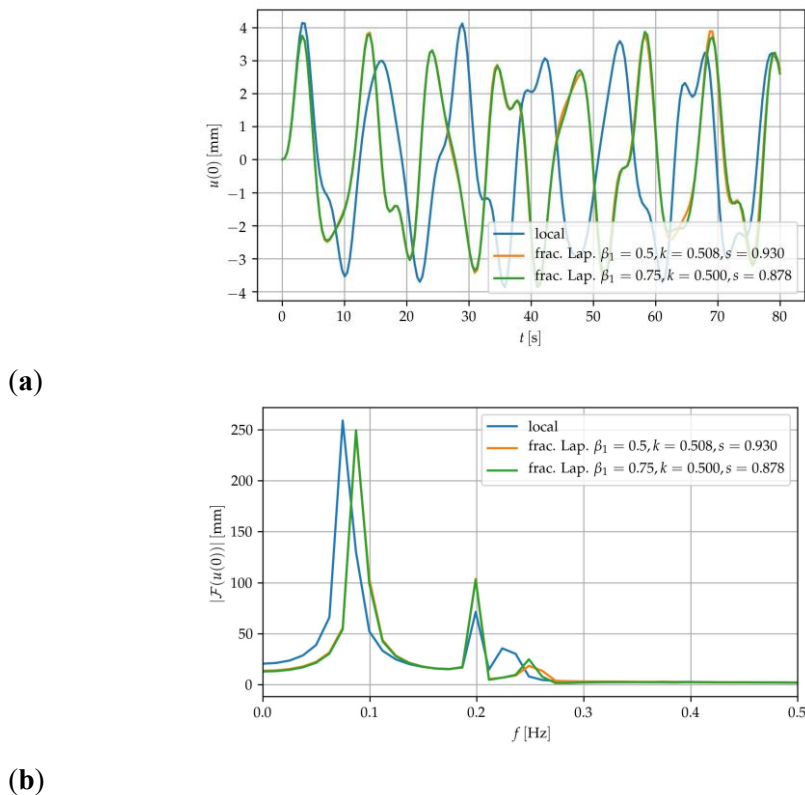 4
3
2
1
0
−1
−2
−3
−4
u(0) [mm]
local
frac. Lap. β₁ = 0.5, k = 0.508, s = 0.930
frac. Lap. β₁ = 0.75, k = 0.500, s = 0.878
0 10 20 30 40 50 60 70 80
t [s]
(a)
250
200
150
100
50
0
|ℱ(u(0))| [mm]
local
frac. Lap. β₁ = 0.5, k = 0.508, s = 0.930
frac. Lap. β₁ = 0.75, k = 0.500, s = 0.878
0.0 0.1 0.2 0.3 0.4 0.5
f [Hz]
(b)